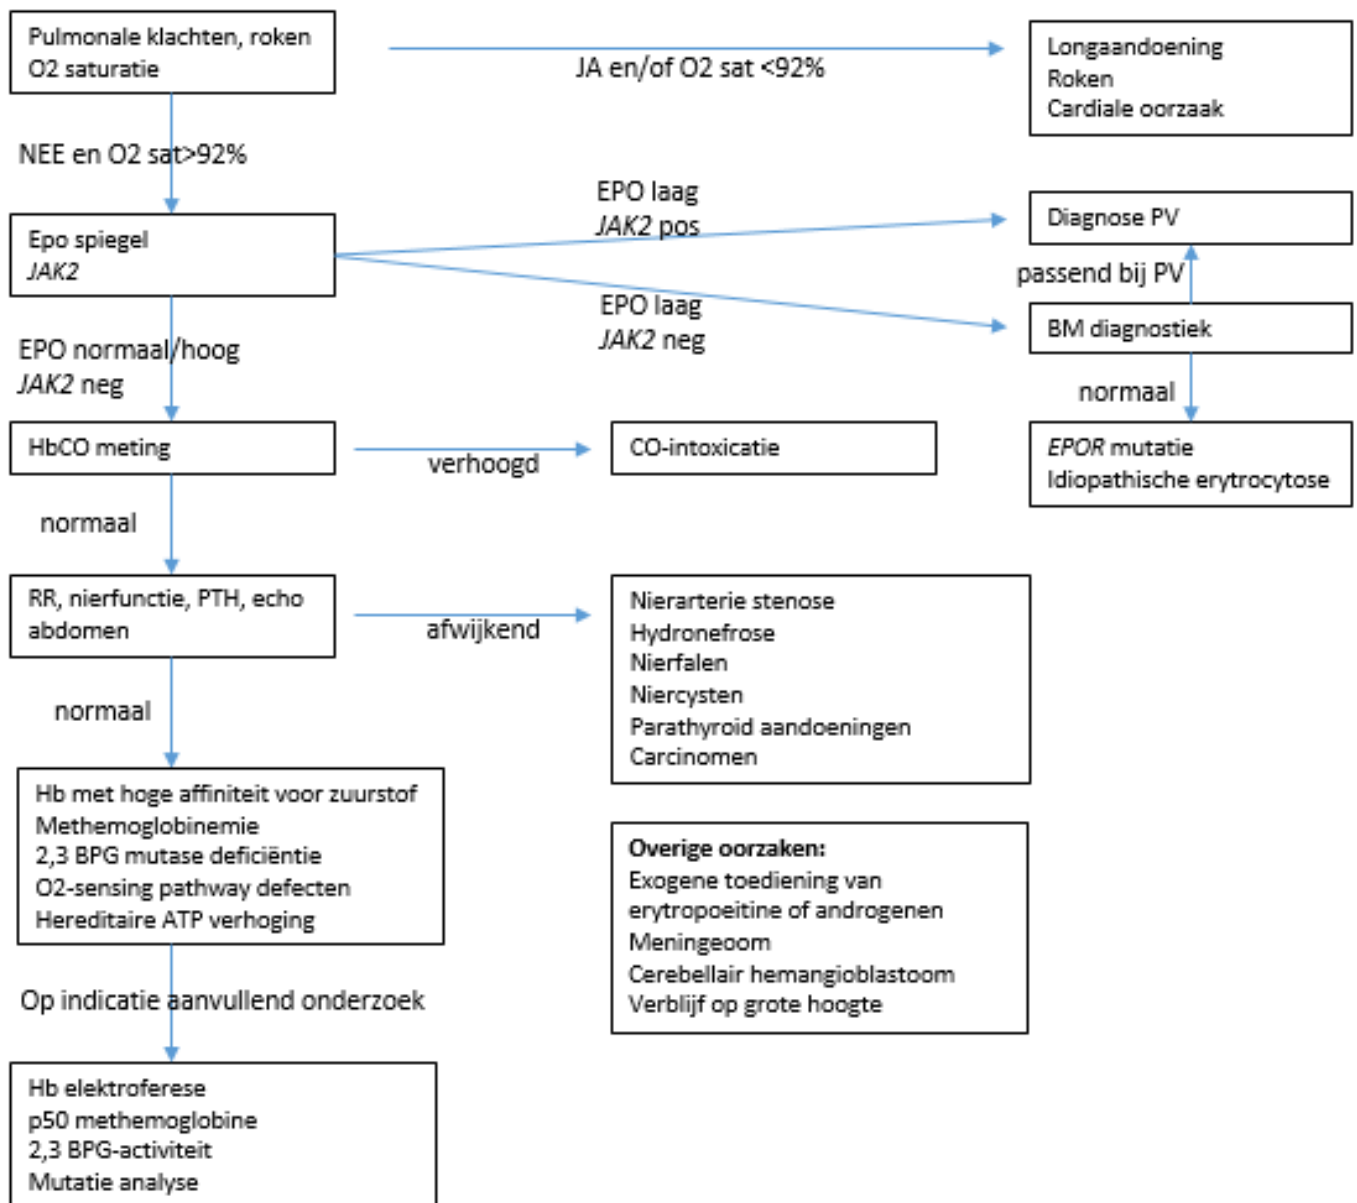 Pulmonale klachten, roken
O2 saturatie
JA en/of O2 sat <92%
Longaandoening
Roken
Cardiale oorzaak
NEE en O2 sat>92%
Epo spiegel
JAK2
EPO laag
JAK2 pos
Diagnose PV
passend bij PV
EPO laag
JAK2 neg
BM diagnostiek
EPO normaal/hoog
JAK2 neg
normaal
HbCO meting
verhoogd
CO-intoxicatie
EPOR mutatie
Idiopathische erytrocytose
normaal
RR, nierfunctie, PTH, echo
abdomen
afwijkend
Nierarterie stenose
Hydronefrose
Nierfalen
Niercysten
Parathyroid aandoeningen
Carcinomen
normaal
Hb met hoge affiniteit voor zuurstof
Methemoglobinemie
2,3 BPG mutase deficiëntie
O2-sensing pathway defecten
Hereditaire ATP verhoging
Overige oorzaken:
Exogene toediening van
erytropoeitine of androgenen
Meningeoom
Cerebellair hemangioblastoom
Verblijf op grote hoogte
Op indicatie aanvullend onderzoek
Hb elektroferese
p50 methemoglobine
2,3 BPG-activiteit
Mutatie analyse